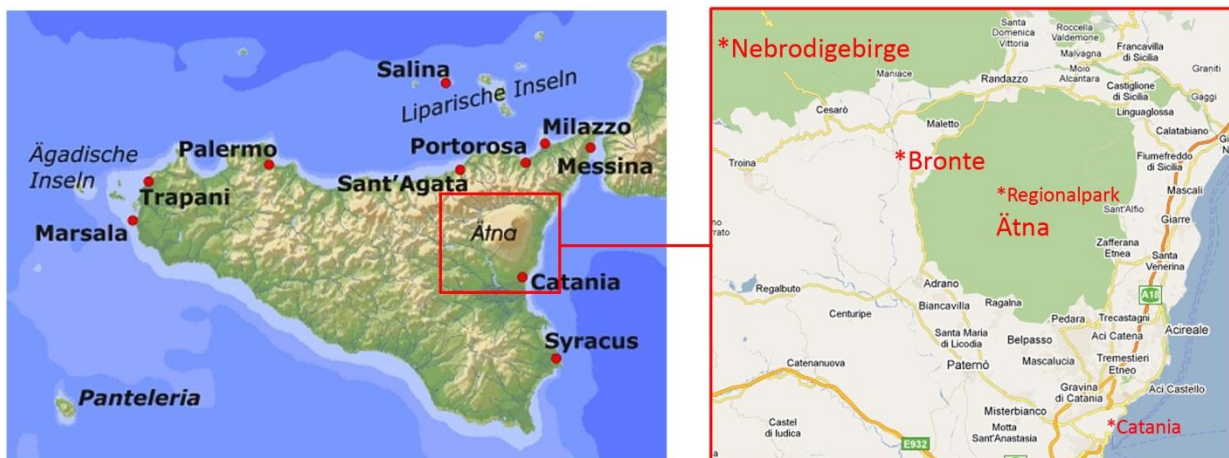 Salina
Liparische Inseln
Milazzo
Ägadische
Inseln
Palermo
Portorosa
Messina
Trapani
Sant'Agata
Marsala
Ätna
Catania
Syracus
Panteleria
*Nebrodigebirge
Santa
Domenica
Vittoria
Roccella
Valdemone
Malvagna
Francavilla
di Sicilia
Graniti
Maniace
Randazzo
Moio
Alcantara
Castiglione
di Sicilia
Gaggi
Cesarò
Linguaglossa
Maletto
Calatabiano
Troina
*Bronte
Fiumefreddo
di Sicilia
*Regionalpark
Ätna
Mascali
Sant'Alfio
Giarre
Zafferana
Etnea
Santa
Venerina
Regalbuto
Adrano
Biancavilla
Ragalna
A18
Centuripe
Pedara
Trecastagni
Acireale
Santa Maria
di Licodia
Belpasso
Aci Catena
Mascalucia
Tremestieri
Etneo
Catenanuova
Paternò
Gravina
di Catania
Aci Castello
Misterbianco
Castel
di Iudica
Motta
Sant'Anastasia
*Catania
E932